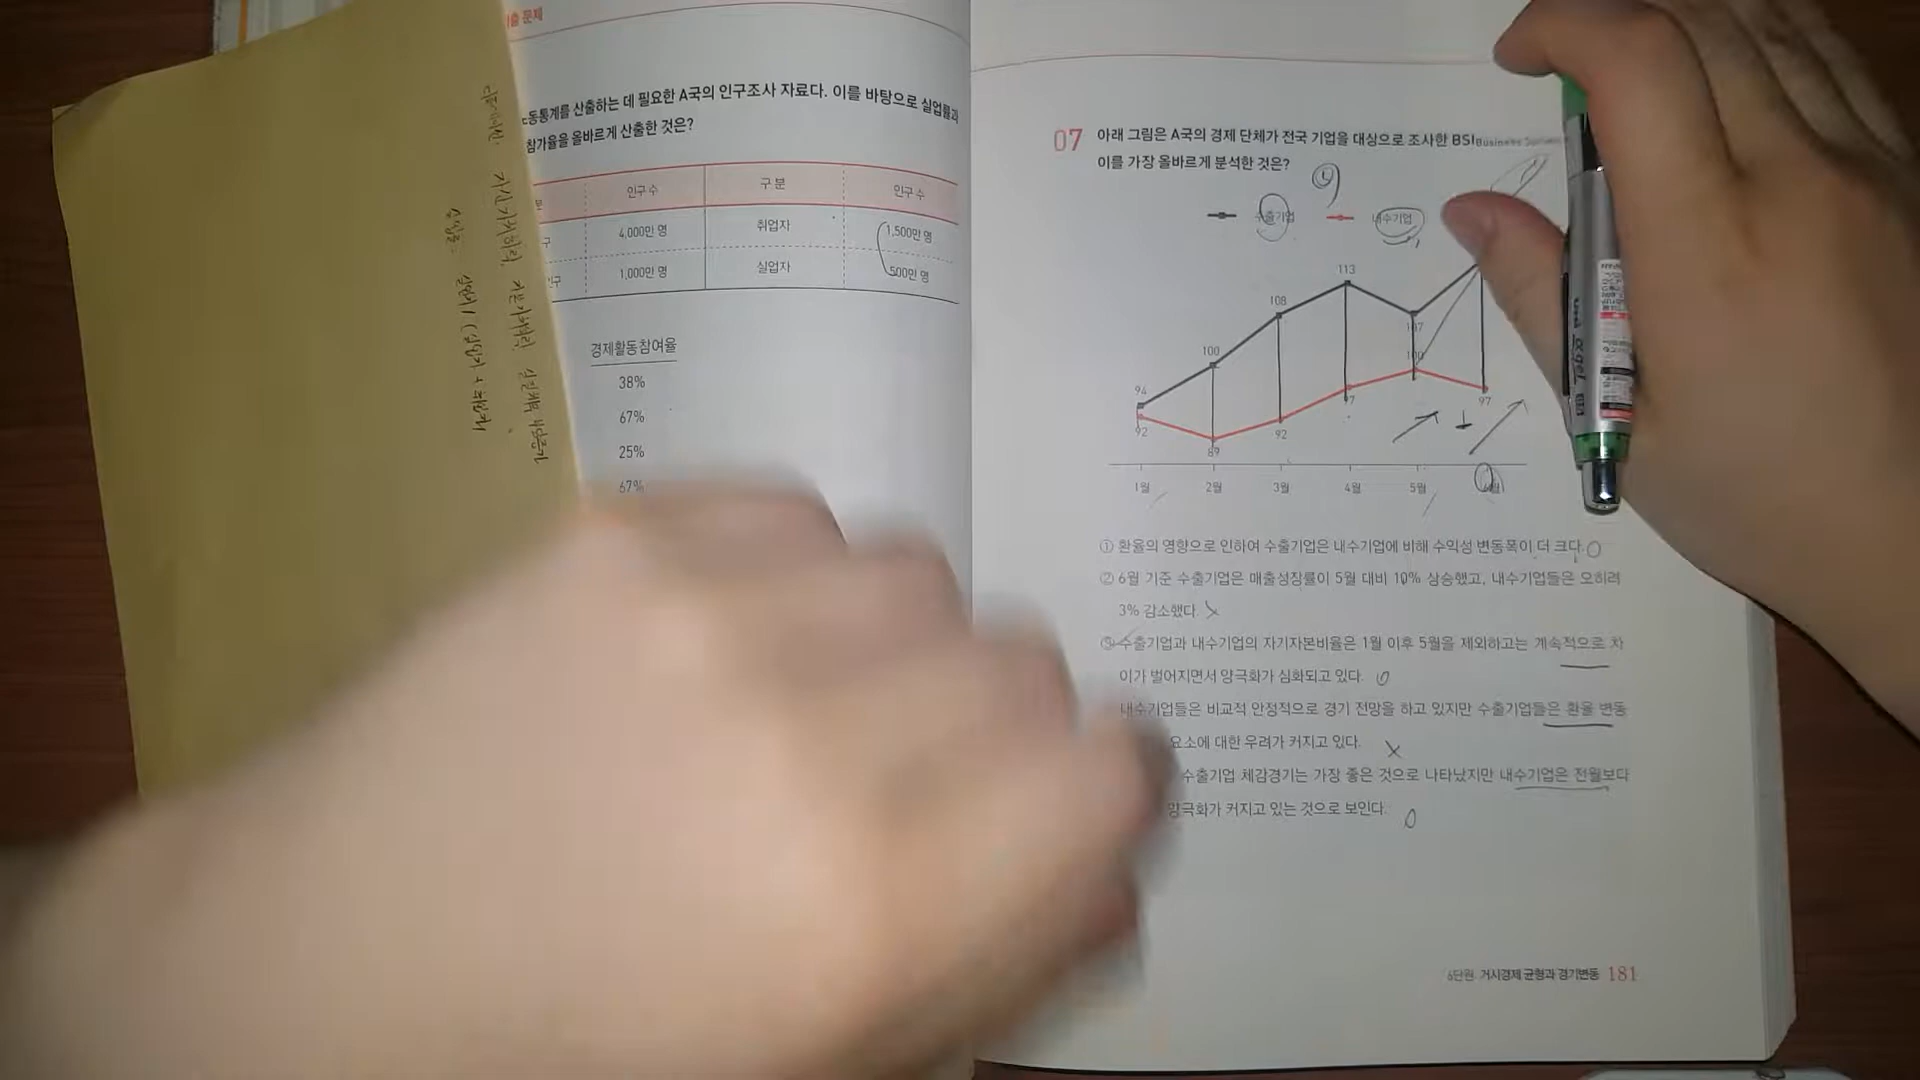 문제
동통계를 산출하는 데 필요한 A국의 인구조사 자료다. 이를 바탕으로 실업률과
참가율을 올바르게 산출한 것은?
인구 수 구 분 인구 수
구 4,000만 명 취업자 1,500만 명
인구 1,000만 명 실업자 500만 명
경제활동참여율
38%
67%
25%
67%
07 아래 그림은 A국의 경제 단체가 전국 기업을 대상으로 조사한 BSI
이를 가장 올바르게 분석한 것은?
수출기업 내수기업
113
108
107
100
100
94
97
92
92
89
1월 2월 3월 4월 5월 6월
① 환율의 영향으로 인하여 수출기업은 내수기업에 비해 수익성 변동폭이 더 크다.
② 6월 기준 수출기업은 매출성장률이 5월 대비 10% 상승했고, 내수기업들은 오히려
3% 감소했다.
③ 수출기업과 내수기업의 자기자본비율은 1월 이후 5월을 제외하고는 계속적으로 차
이가 벌어지면서 양극화가 심화되고 있다.
내수기업들은 비교적 안정적으로 경기 전망을 하고 있지만 수출기업들은 환율 변동
요소에 대한 우려가 커지고 있다.
수출기업 체감경기는 가장 좋은 것으로 나타났지만 내수기업은 전월보다
양극화가 커지고 있는 것으로 보인다.
6단원 거시경제 균형과 경기변동 181